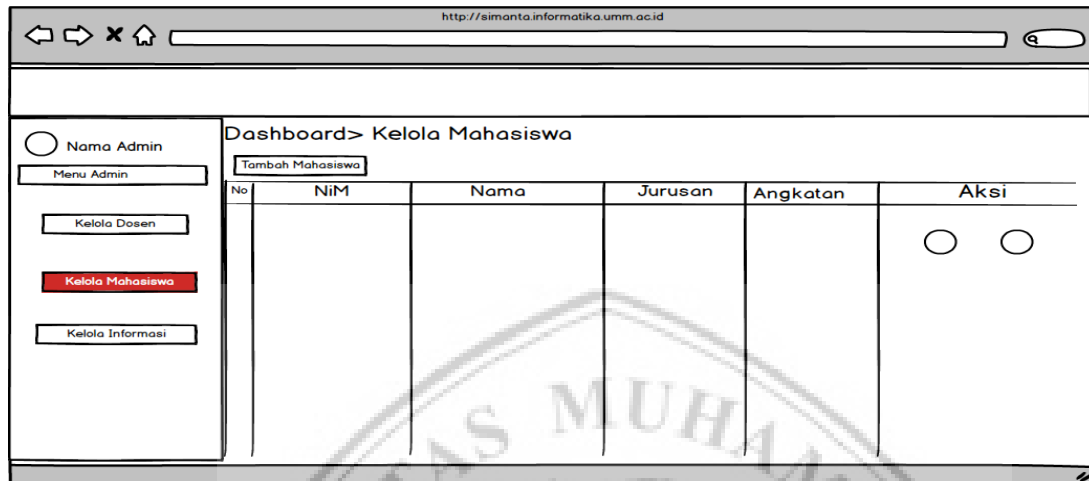 http://simanta.informatika.umm.ac.id
Nama Admin
Menu Admin
Kelola Dosen
Kelola Mahasiswa
Kelola Informasi
Dashboard> Kelola Mahasiswa
Tambah Mahasiswa
No NiM Nama Jurusan Angkatan Aksi
TAS MUHA